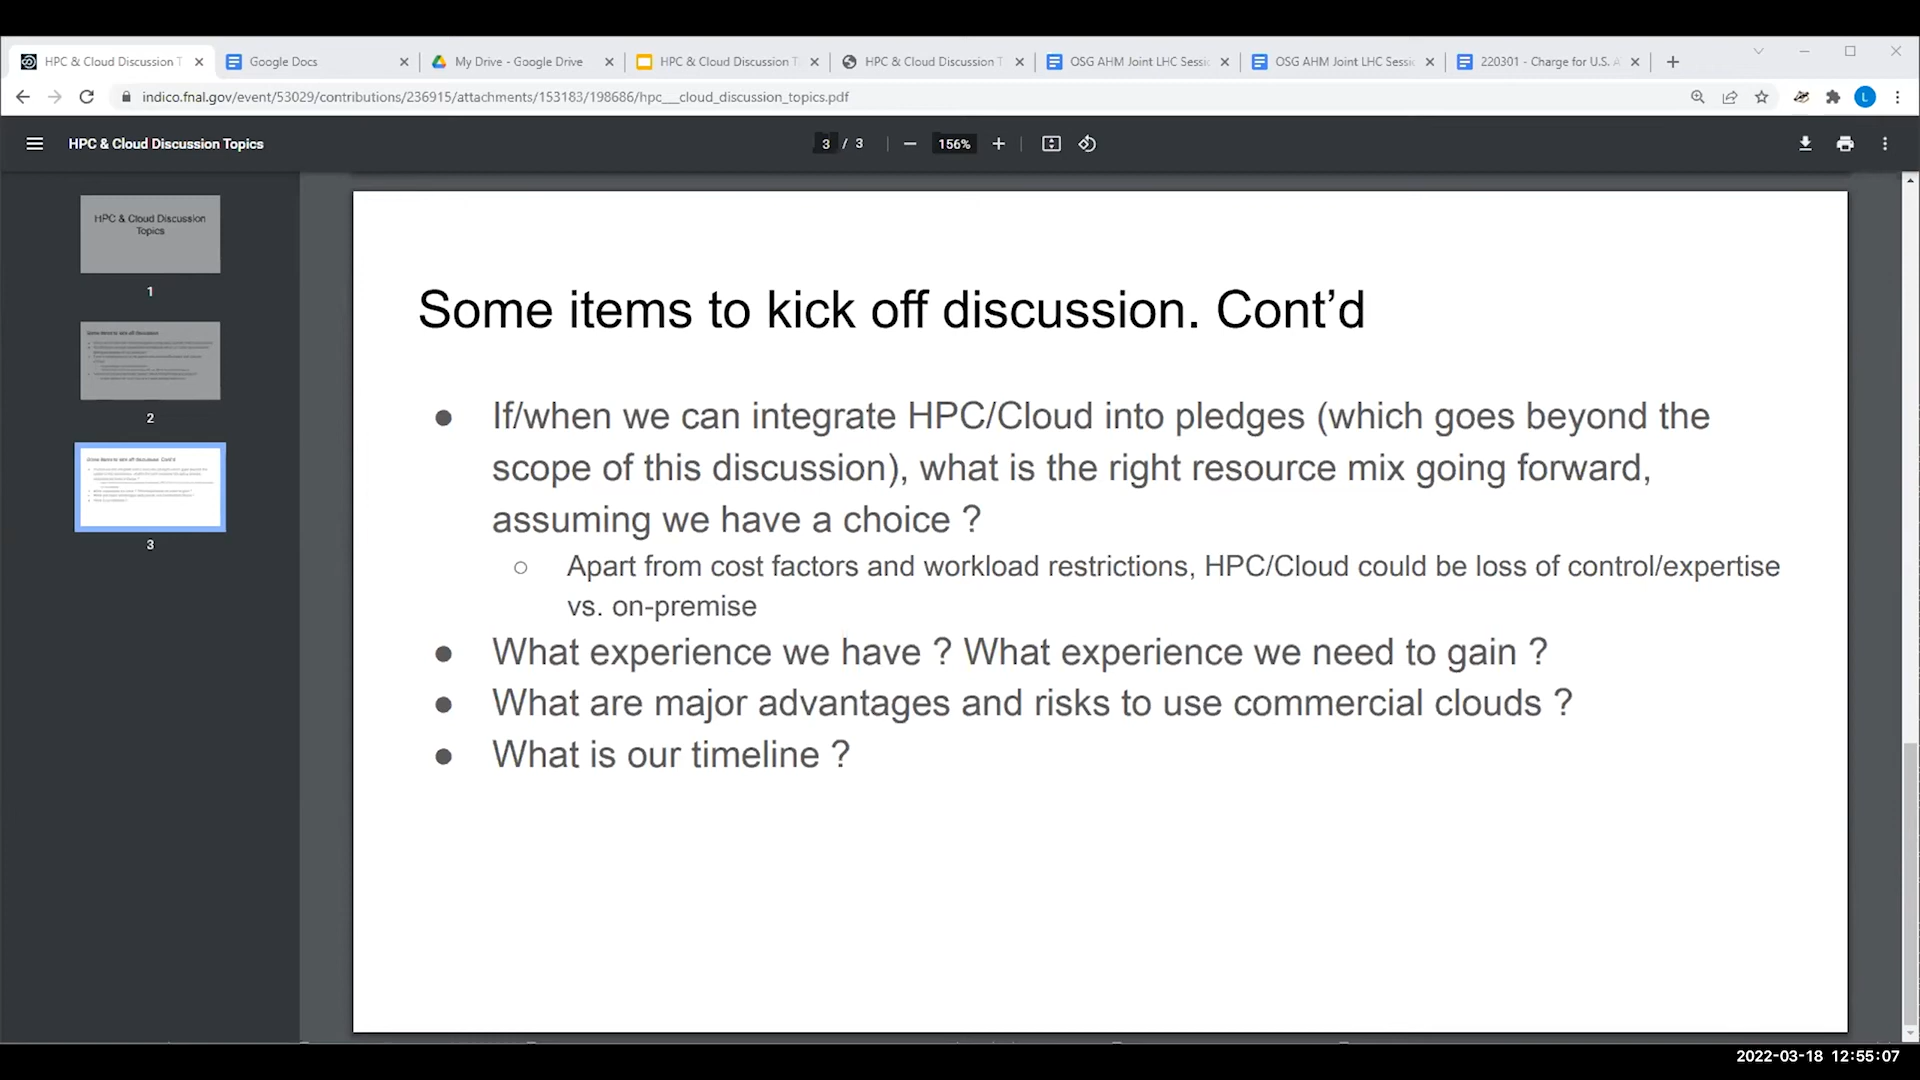 HPC & Cloud Discussion T
Google Docs
My Drive - Google Drive
HPC & Cloud Discussion T
HPC & Cloud Discussion T
OSG AHM Joint LHC Sessi
OSG AHM Joint LHC Sessi
220301 - Charge for U.S. A
indico.fnal.gov/event/53029/contributions/236915/attachments/153183/198686/hpc__cloud_discussion_topics.pdf
L
HPC & Cloud Discussion Topics
3 / 3
156%
HPC & Cloud Discussion
Topics
1
2
3
Some items to kick off discussion. Cont’d
● If/when we can integrate HPC/Cloud into pledges (which goes beyond the
scope of this discussion), what is the right resource mix going forward,
assuming we have a choice ?
○ Apart from cost factors and workload restrictions, HPC/Cloud could be loss of control/expertise
vs. on-premise
● What experience we have ? What experience we need to gain ?
● What are major advantages and risks to use commercial clouds ?
● What is our timeline ?
2022-03-18 12:55:07